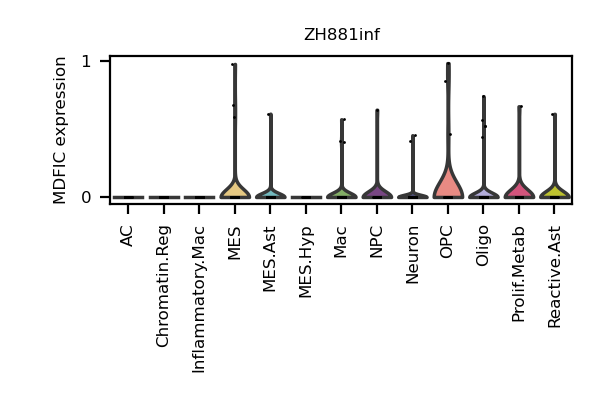 ZH881inf
MDFIC expression
1
0
AC
Chromatin.Reg
Inflammatory.Mac
MES
MES.Ast
MES.Hyp
Mac
NPC
Neuron
OPC
Oligo
Prolif.Metab
Reactive.Ast